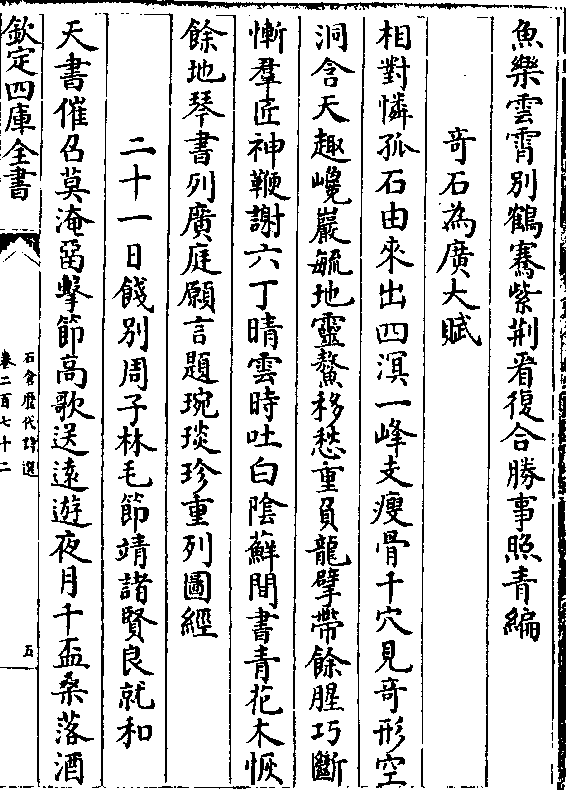 魚樂雲霄別鶴騫紫荆看復合勝事照青編
奇石為廣大賦
相對憐孤石由來出四溟一峰支瘦骨千穴見奇形空
洞含天趣巉巖毓地靈鰲移愁重負龍擘帶餘腥巧斷
慚羣匠神鞭謝六丁晴雲時吐白陰蘚間書青花木恢
餘地琴書列廣庭願言題琬琰珍重列圖經
二十一日餞別周子林毛節靖諸賢良就和
天書催召莫淹留擊節高歌送遠遊夜月千盃桑落酒
欽定四庫全書
石倉歷代詩選
卷二百七十二
五